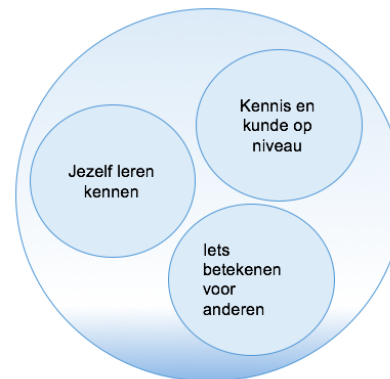 Kennis en
kunde op
niveau
Jezelf leren
kennen
Iets
betekenen
voor
anderen